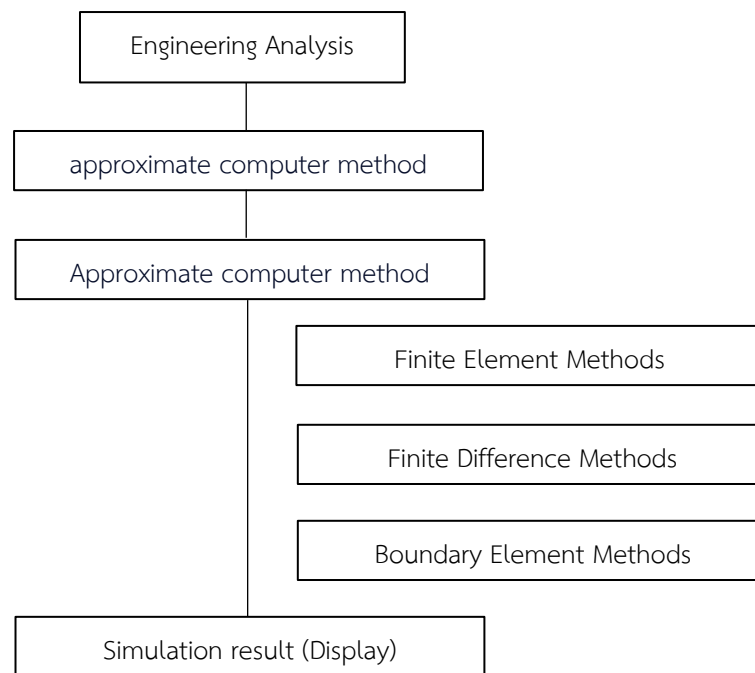 Engineering Analysis
approximate computer method
Approximate computer method
Finite Element Methods
Finite Difference Methods
Boundary Element Methods
Simulation result (Display)